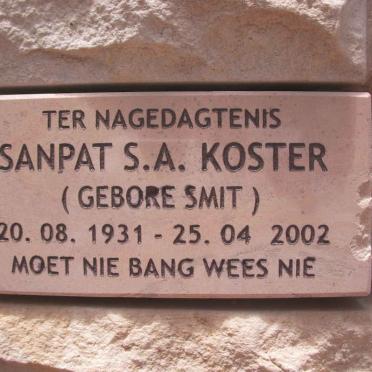 TER NAGEDAGTENIS
SANPAT S.A. KOSTER
( GEBORE SMIT )
20. 08. 1931 - 25. 04 2002
MOET NIE BANG WEES NIE